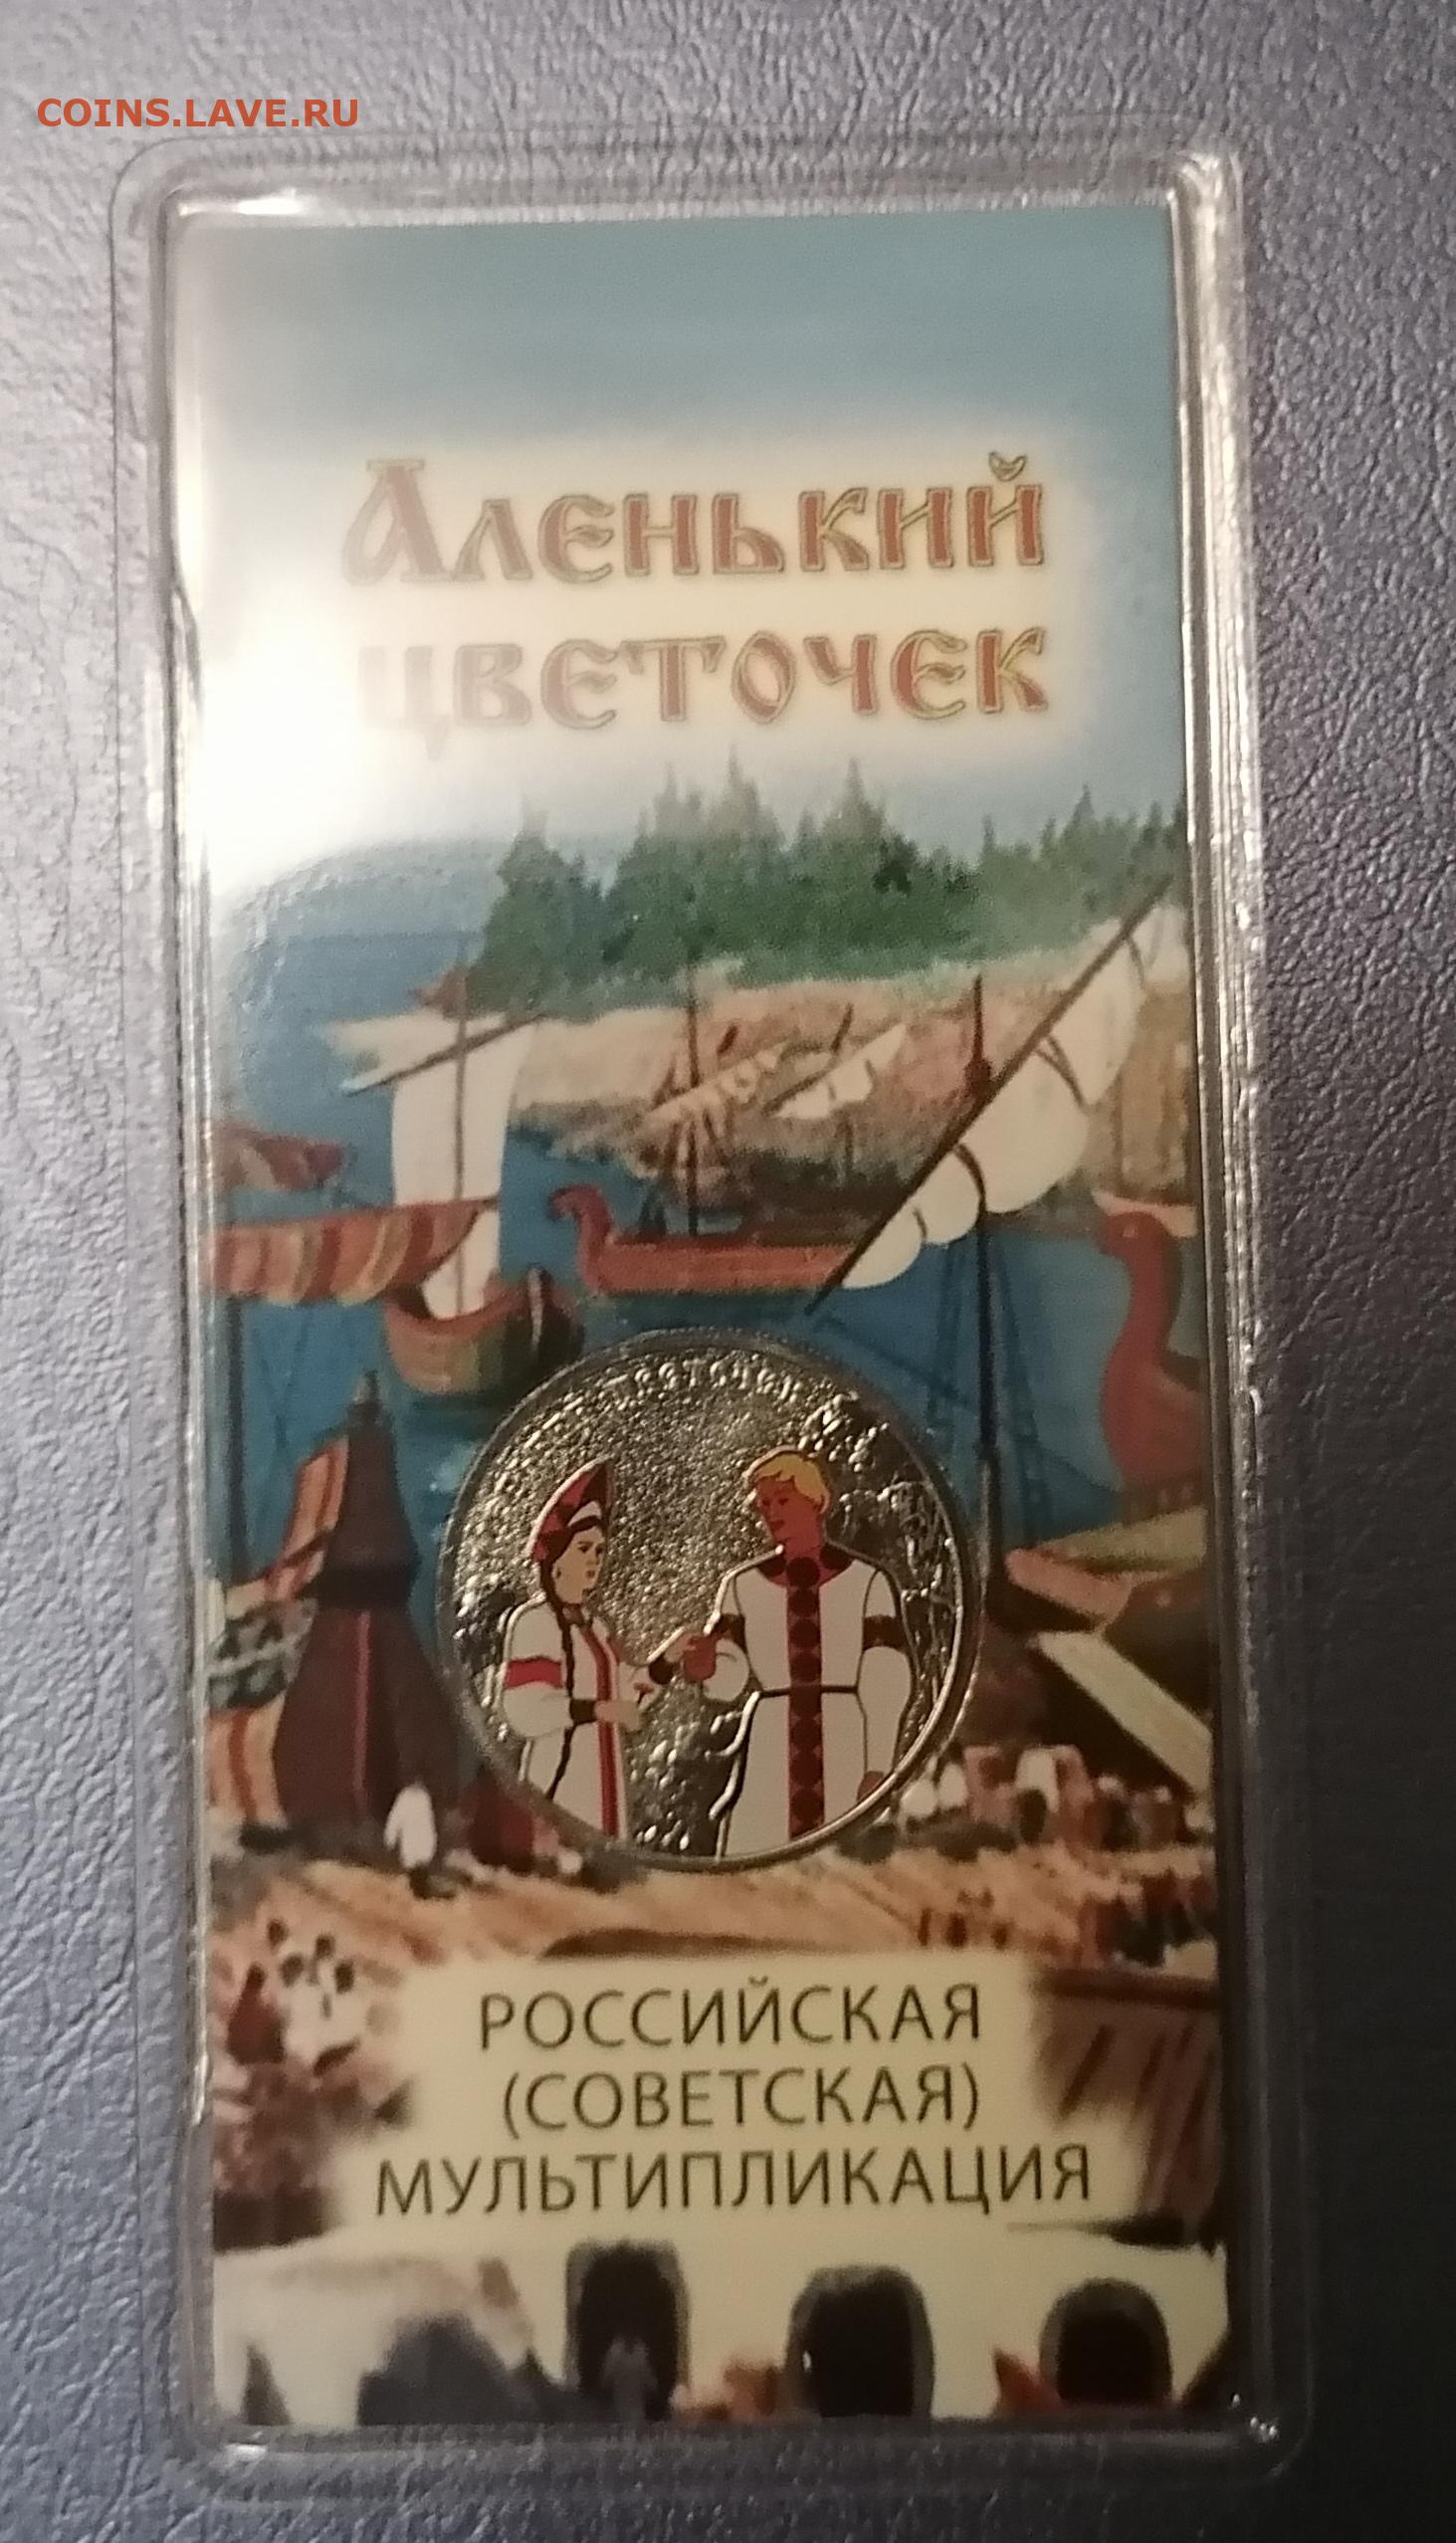 COINS.LAVE.RU
Аленький
цветочек
РОССИЙСКАЯ
(СОВЕТСКАЯ)
МУЛЬТИПЛИКАЦИЯ